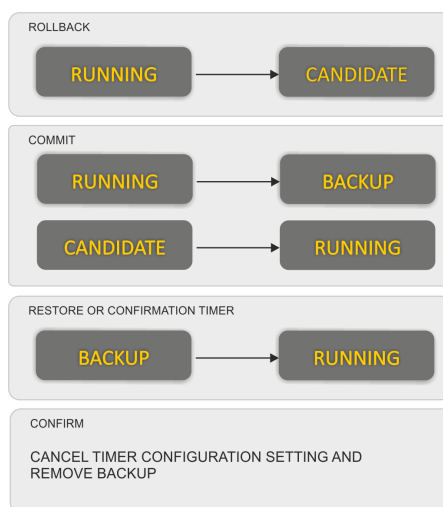 ROLLBACK
RUNNING CANDIDATE
COMMIT
RUNNING BACKUP
CANDIDATE RUNNING
RESTORE OR CONFIRMATION TIMER
BACKUP RUNNING
CONFIRM
CANCEL TIMER CONFIGURATION SETTING AND
REMOVE BACKUP